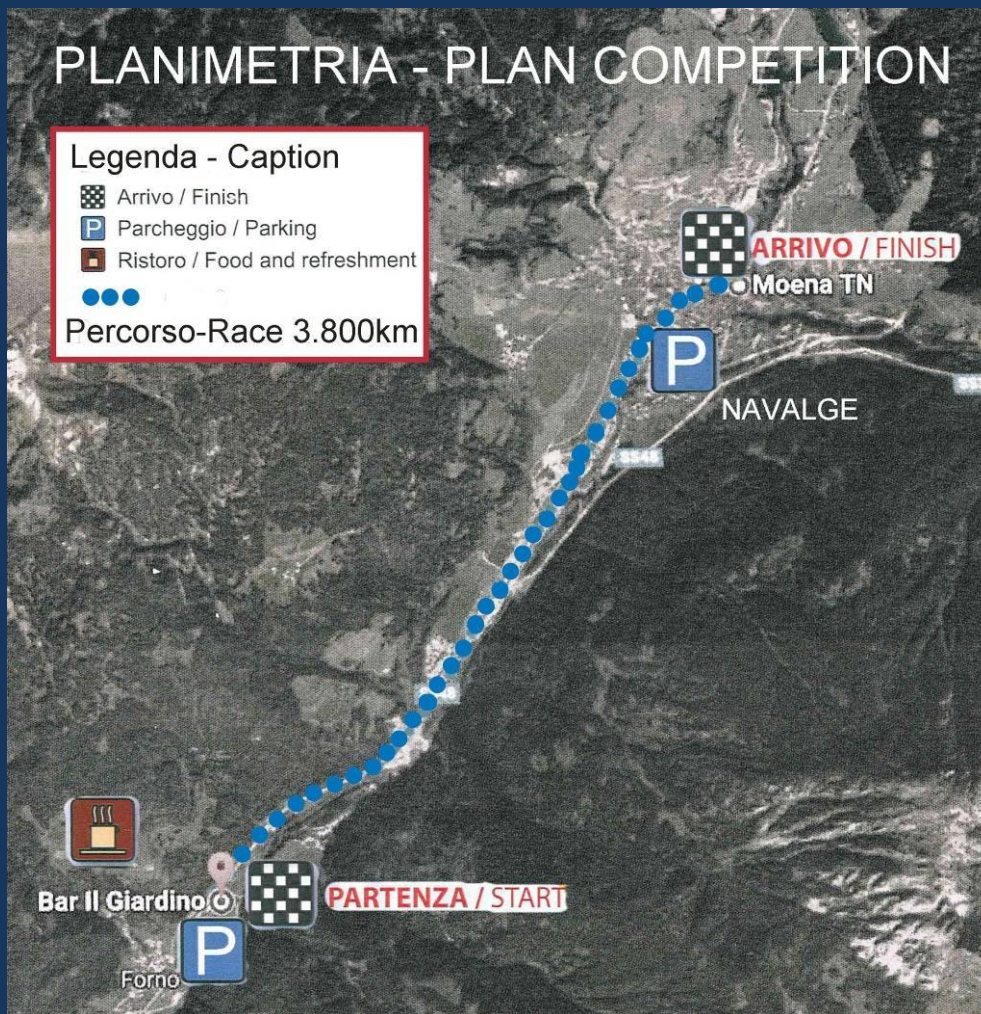 PLANIMETRIA - PLAN COMPETITION
Legenda - Caption
Arrivo / Finish
P Parcheggio / Parking
Ristoro / Food and refreshment
Percorso-Race 3.800km
ARRIVO / FINISH
Moena TN
P
NAVALGE
SS48
Bar Il Giardino
PARTENZA / START
P
Forno